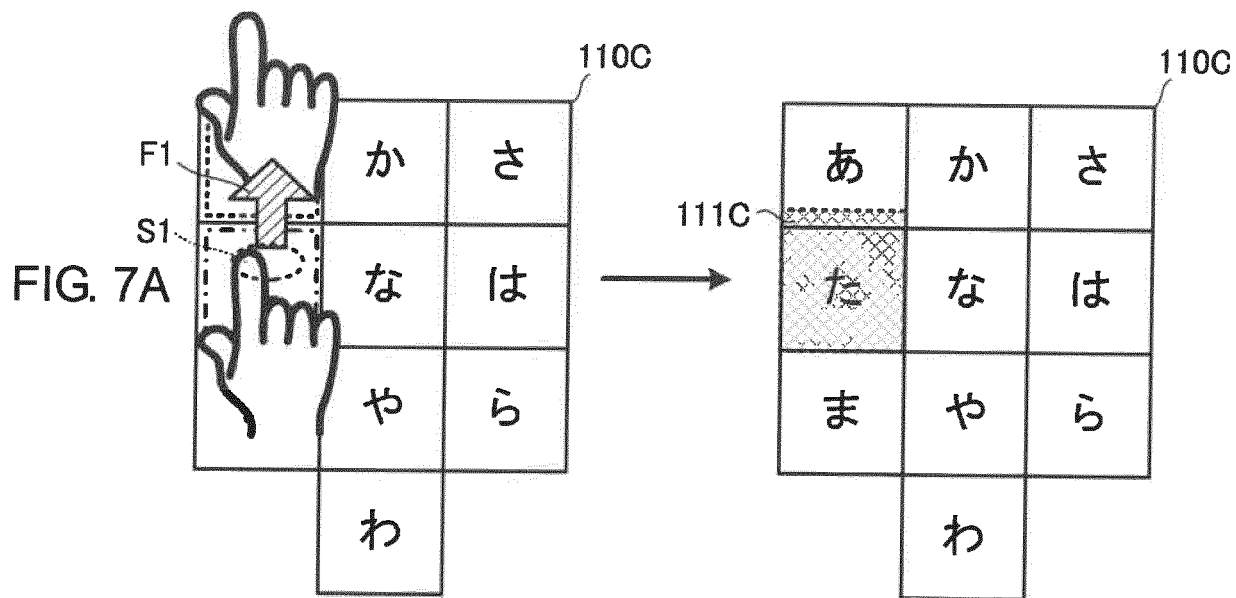 110C
110C
F1
か
さ
あ
か
さ
111C
S1
FIG. 7A
な
は
た
な
は
や
ら
ま
や
ら
わ
わ